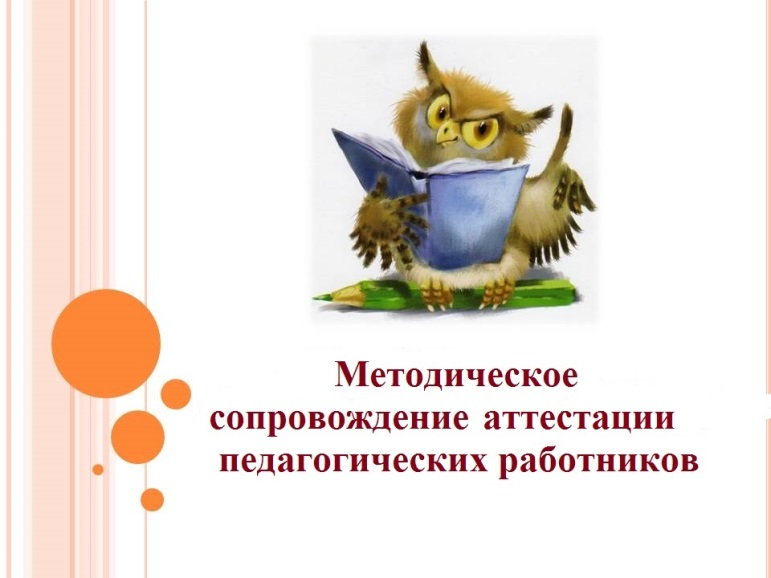 Методическое
сопровождение аттестации
педагогических работников